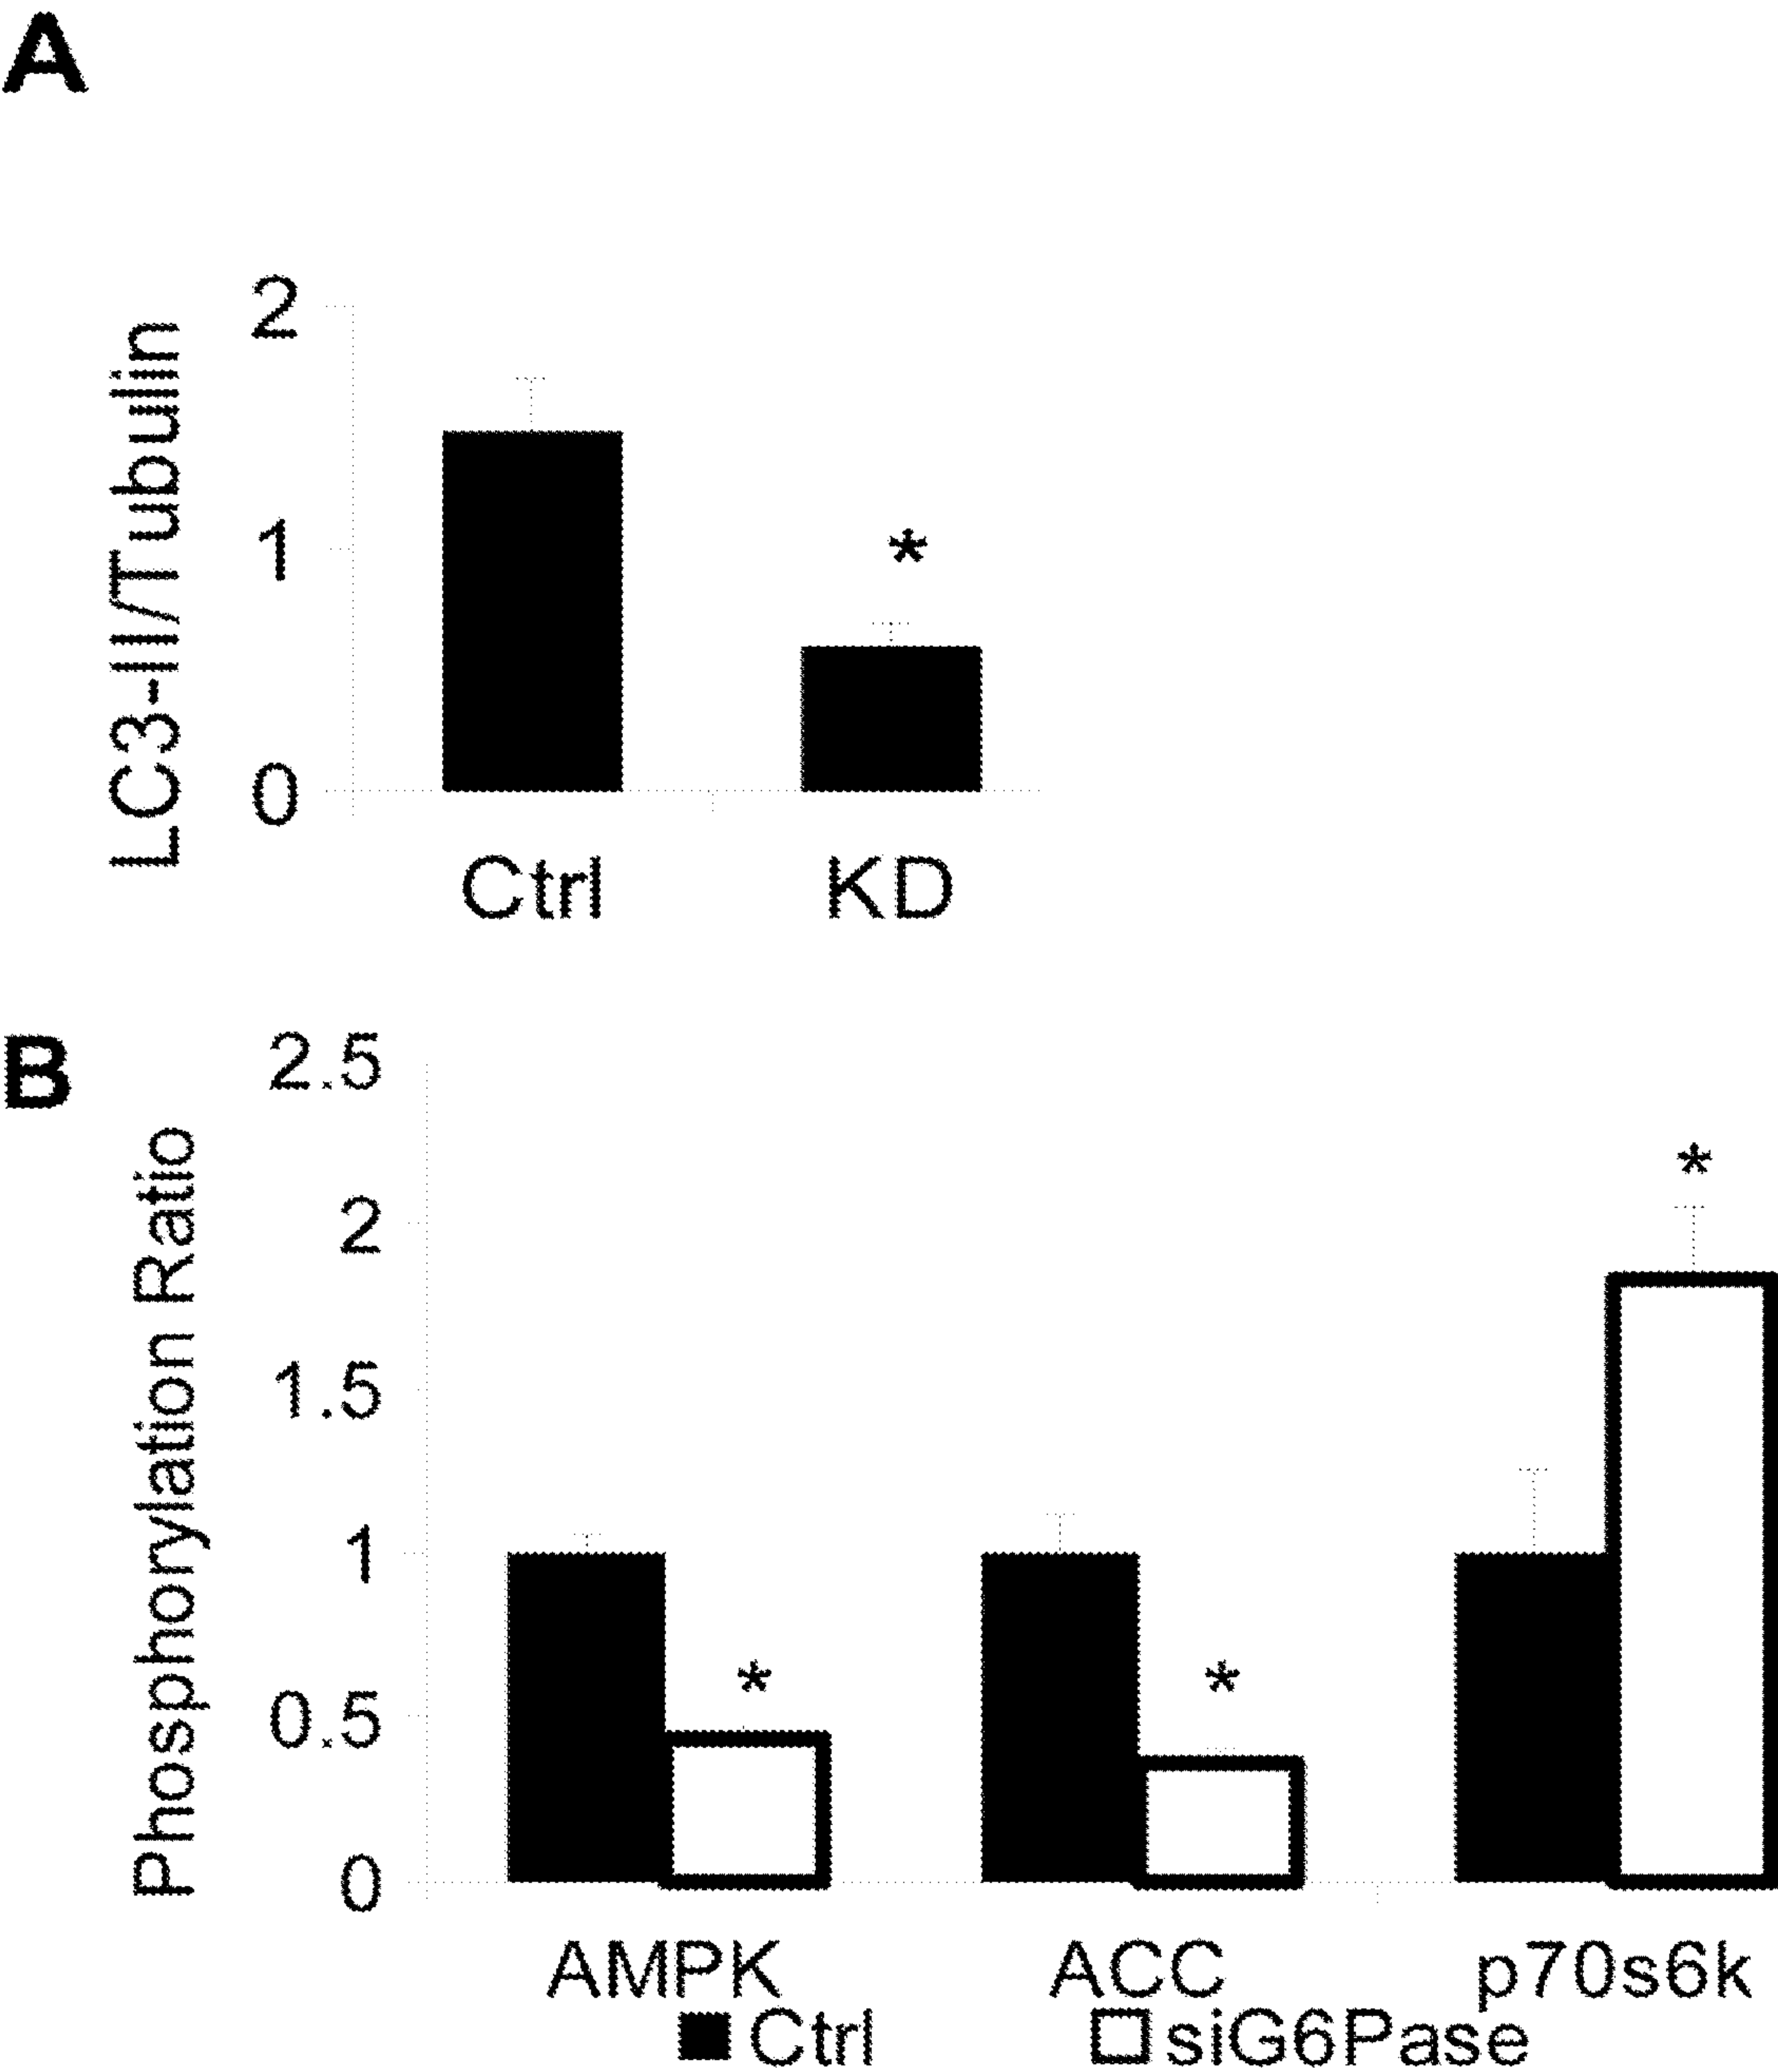 A
LC3-II/Tubulin
2
1
0
*
Ctrl
KD
B
Phosphorylation Ratio
2.5
2
1.5
1
0.5
0
*
*
*
AMPK
ACC
p70s6k
Ctrl
siG6Pase